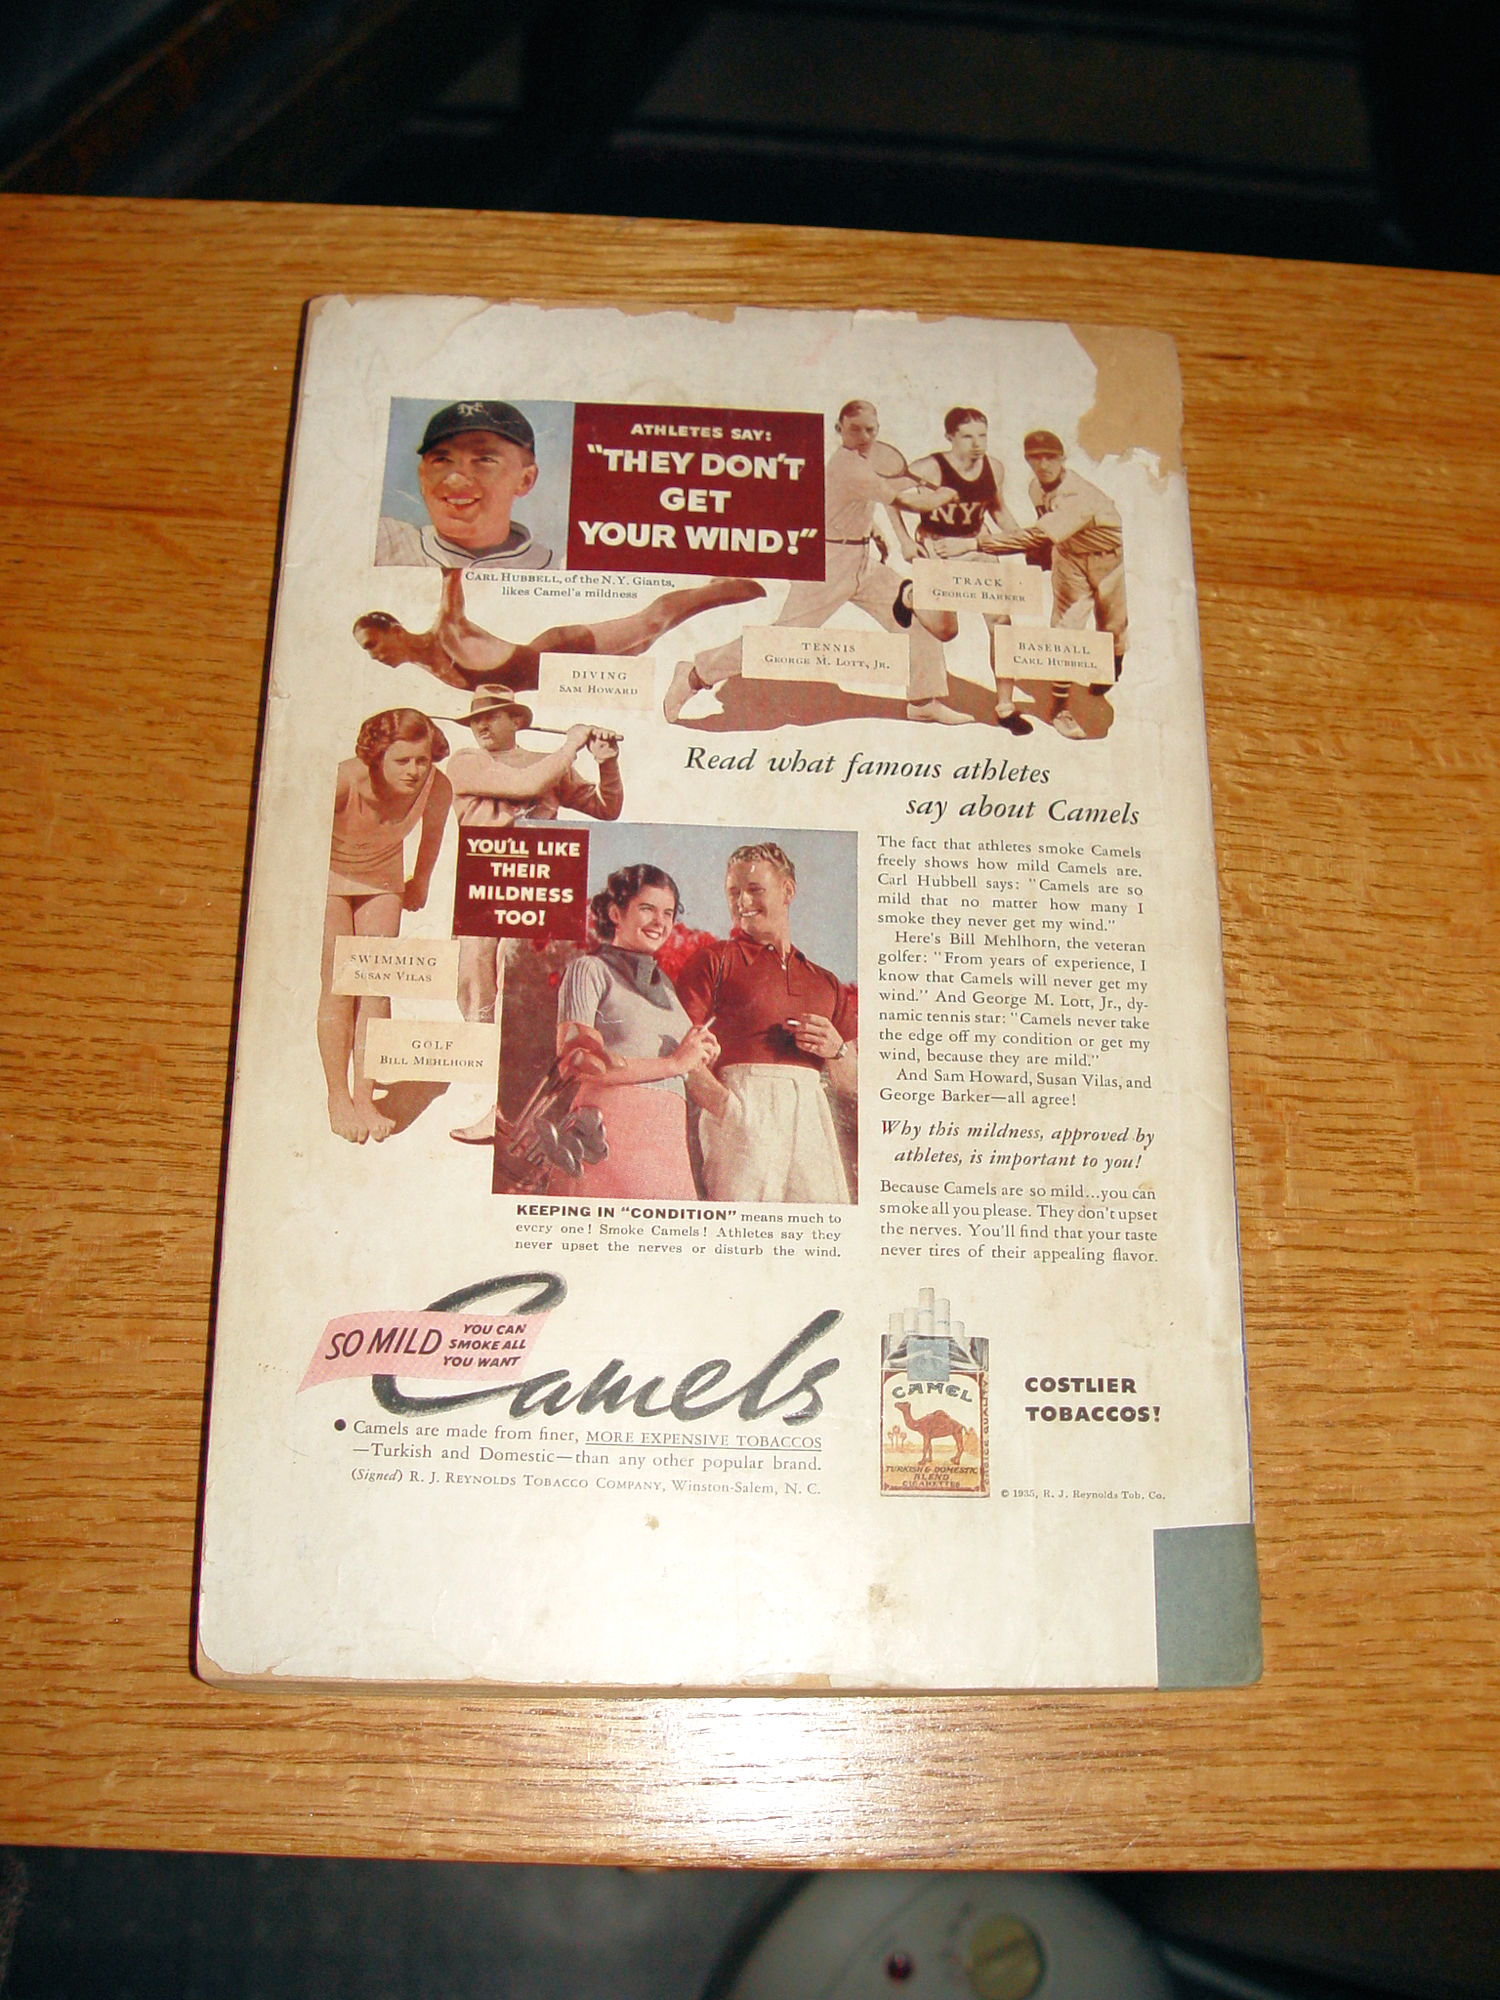 ATHLETES SAY:
"THEY DON'T
GET
YOUR WIND!"
CARL HUBBELL, of the N.Y. Giants,
likes Camel's mildness
NY
TRACK
GEORGE BARKER
TENNIS
GEORGE M. LOTT, JR.
BASEBALL
CARL HUBBELL
DIVING
SAM HOWARD
Read what famous athletes
say about Camels
YOU'LL LIKE
THEIR
MILDNESS
TOO!
SWIMMING
SUSAN VILAS
GOLF
BILL MEHLHORN
The fact that athletes smoke Camels
freely shows how mild Camels are.
Carl Hubbell says: "Camels are so
mild that no matter how many I
smoke they never get my wind."
Here's Bill Mehlhorn, the veteran
golfer: "From years of experience, I
know that Camels will never get my
wind." And George M. Lott, Jr., dy-
namic tennis star: "Camels never take
the edge off my condition or get my
wind, because they are mild."
And Sam Howard, Susan Vilas, and
George Barker—all agree!
Why this mildness, approved by
athletes, is important to you!
Because Camels are so mild...you can
smoke all you please. They don't upset
the nerves. You'll find that your taste
never tires of their appealing flavor.
KEEPING IN "CONDITION" means much to
every one! Smoke Camels! Athletes say they
never upset the nerves or disturb the wind.
SO MILD YOU CAN
SMOKE ALL
YOU WANT
Camels
● Camels are made from finer, MORE EXPENSIVE TOBACCOS
—Turkish and Domestic—than any other popular brand.
(Signed) R. J. REYNOLDS TOBACCO COMPANY, Winston-Salem, N. C.
CAMEL
TURKISH & DOMESTIC
BLEND
CIGARETTES
CHOICE QUALITY
COSTLIER
TOBACCOS!
© 1935, R. J. Reynolds Tob. Co.